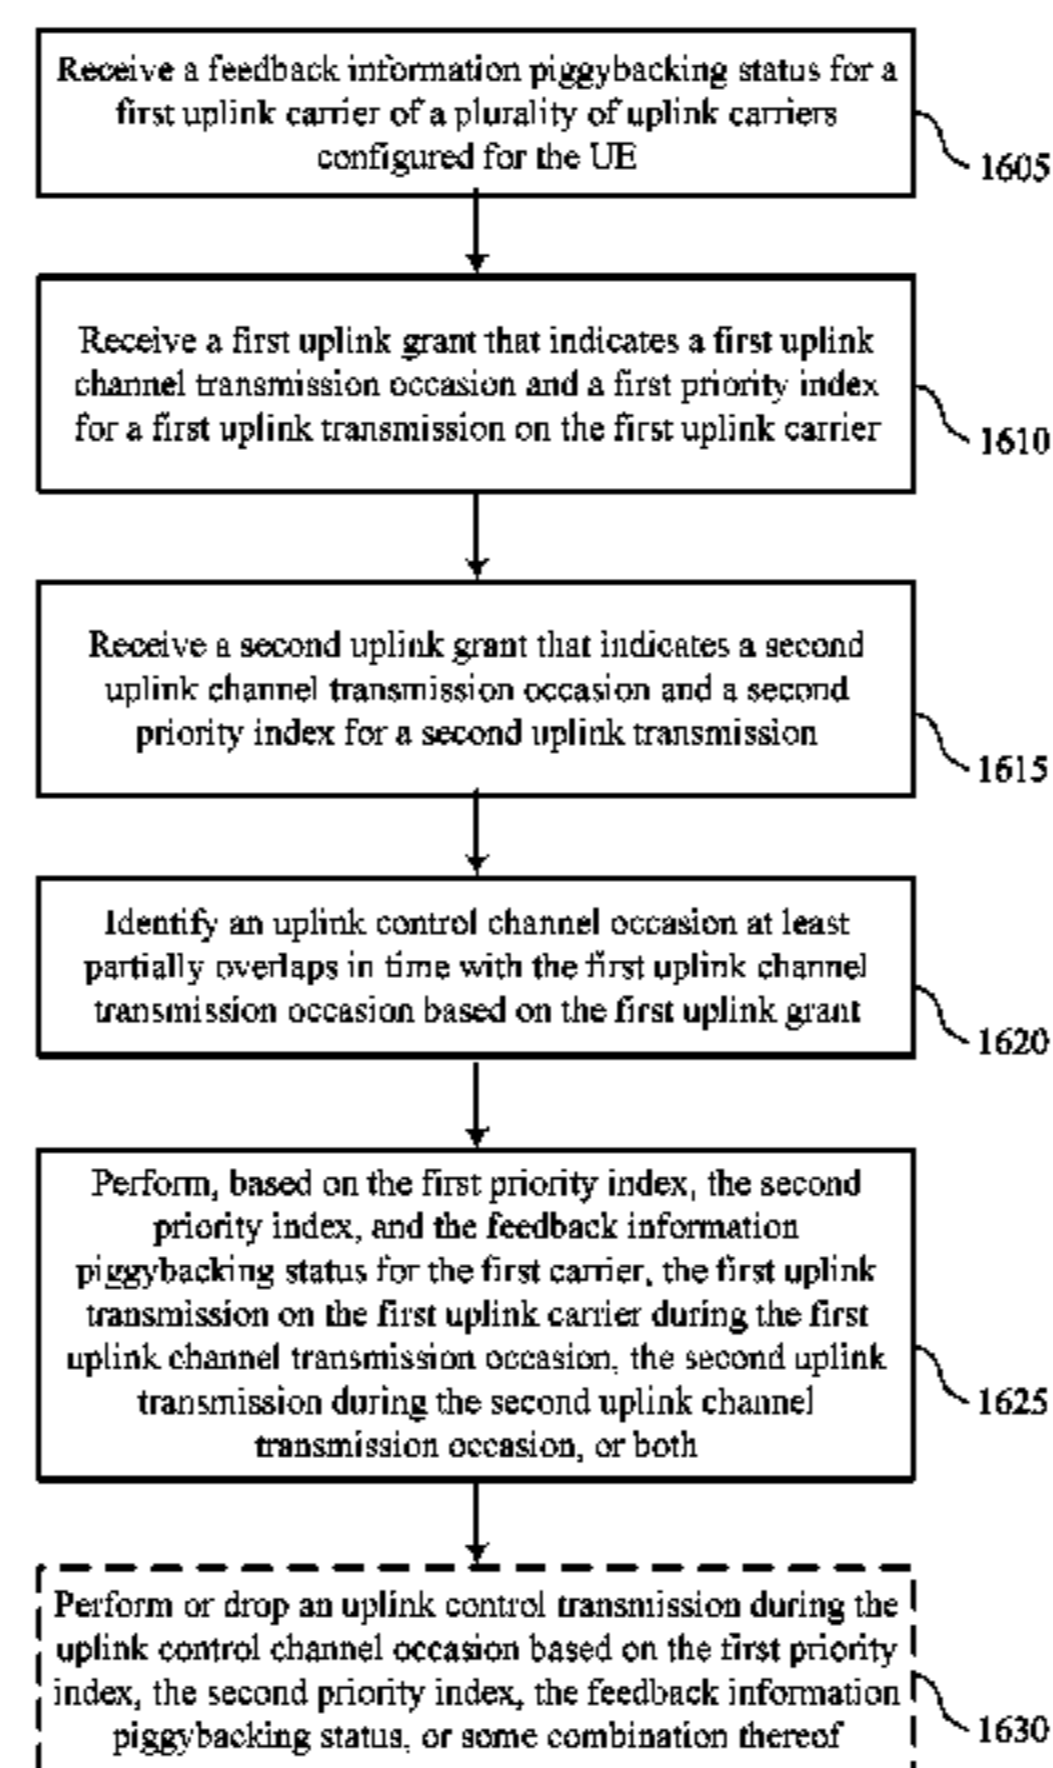 Receive a feedback information piggybacking status for a
first uplink carrier of a plurality of uplink carriers
configured for the UE
1605
Receive a first uplink grant that indicates a first uplink
channel transmission occasion and a first priority index
for a first uplink transmission on the first uplink carrier
1610
Receive a second uplink grant that indicates a second
uplink channel transmission occasion and a second
priority index for a second uplink transmission
1615
Identify an uplink control channel occasion at least
partially overlaps in time with the first uplink channel
transmission occasion based on the first uplink grant
1620
Perform, based on the first priority index, the second
priority index, and the feedback information
piggybacking status for the first carrier, the first uplink
transmission on the first uplink carrier during the first
uplink channel transmission occasion, the second uplink
transmission during the second uplink channel
transmission occasion, or both
1625
Perform or drop an uplink control transmission during the
uplink control channel occasion based on the first priority
index, the second priority index, the feedback information
piggybacking status, or some combination thereof
1630